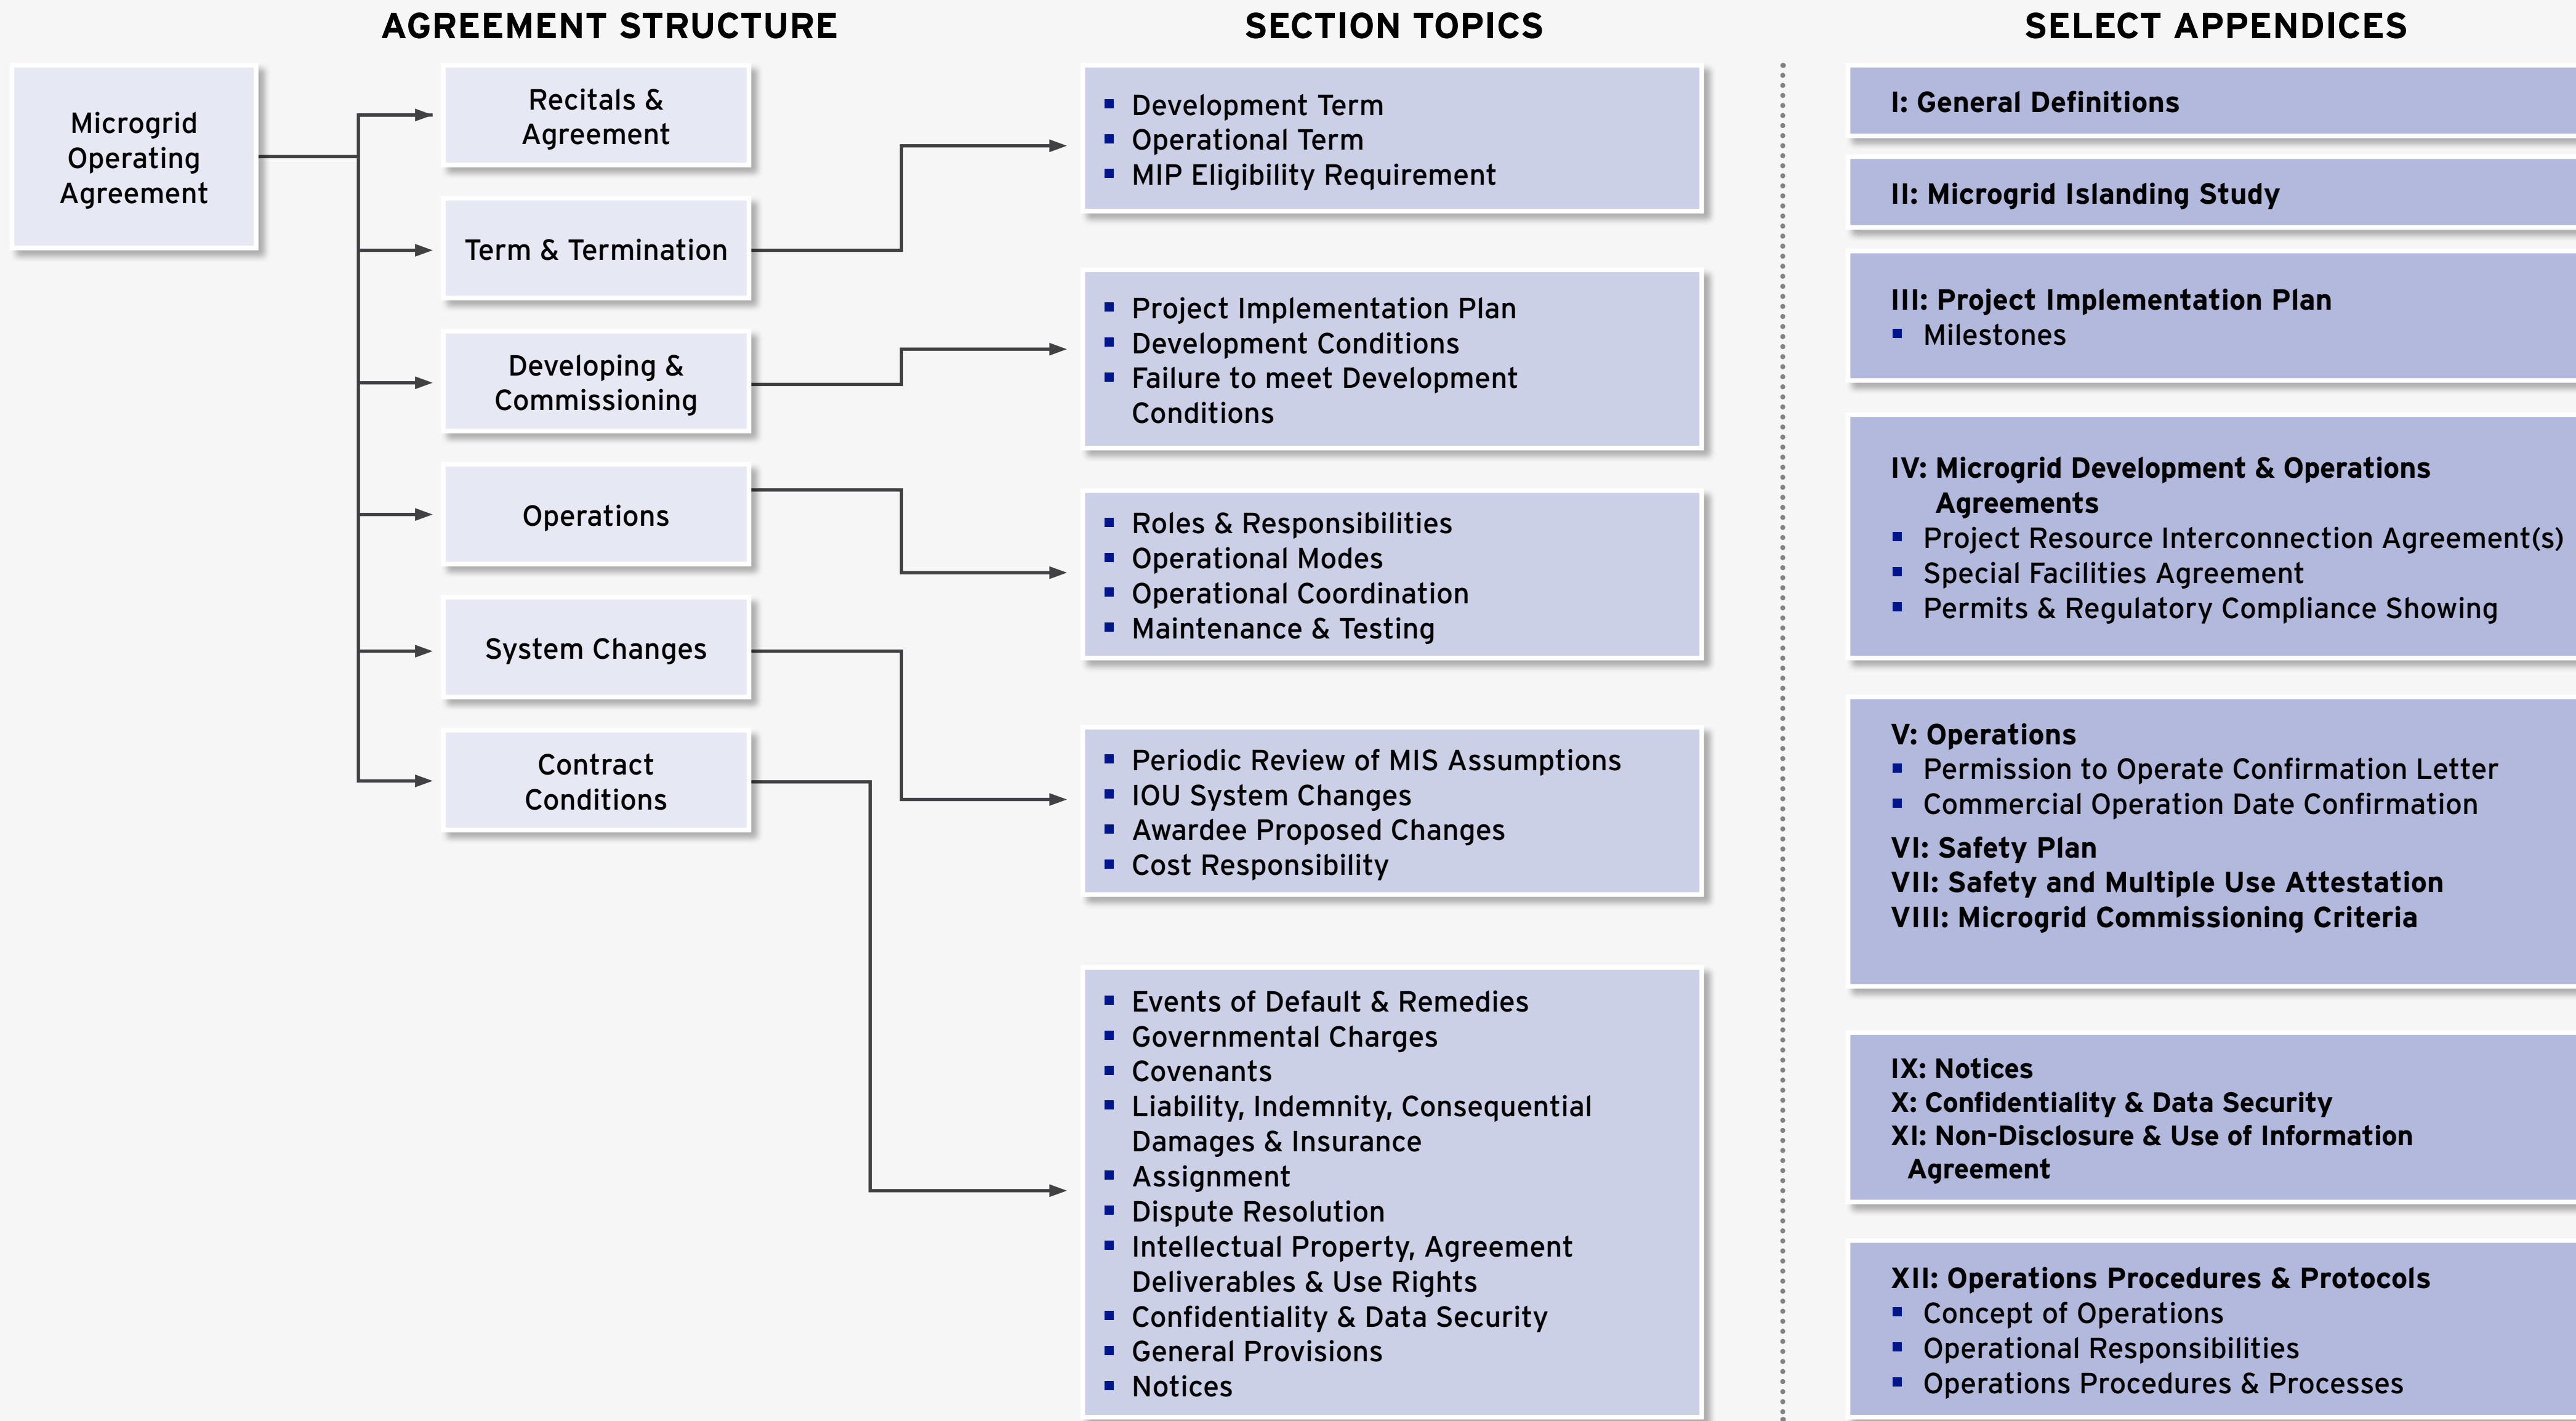 AGREEMENT STRUCTURE
Microgrid
Operating
Agreement
Recitals &
Agreement
Term & Termination
Developing &
Commissioning
Operations
System Changes
Contract
Conditions
SECTION TOPICS
Development Term
Operational Term
MIP Eligibility Requirement
Project Implementation Plan
Development Conditions
Failure to meet Development
Conditions
Roles & Responsibilities
Operational Modes
Operational Coordination
Maintenance & Testing
Periodic Review of MIS Assumptions
IOU System Changes
Awardee Proposed Changes
Cost Responsibility
Events of Default & Remedies
Governmental Charges
Covenants
Liability, Indemnity, Consequential
Damages & Insurance
Assignment
Dispute Resolution
Intellectual Property, Agreement
Deliverables & Use Rights
Confidentiality & Data Security
General Provisions
Notices
SELECT APPENDICES
I: General Definitions
II: Microgrid Islanding Study
III: Project Implementation Plan
Milestones
IV: Microgrid Development & Operations
Agreements
Project Resource Interconnection Agreement(s)
Special Facilities Agreement
Permits & Regulatory Compliance Showing
V: Operations
Permission to Operate Confirmation Letter
Commercial Operation Date Confirmation
VI: Safety Plan
VII: Safety and Multiple Use Attestation
VIII: Microgrid Commissioning Criteria
IX: Notices
X: Confidentiality & Data Security
XI: Non-Disclosure & Use of Information
Agreement
XII: Operations Procedures & Protocols
Concept of Operations
Operational Responsibilities
Operations Procedures & Processes